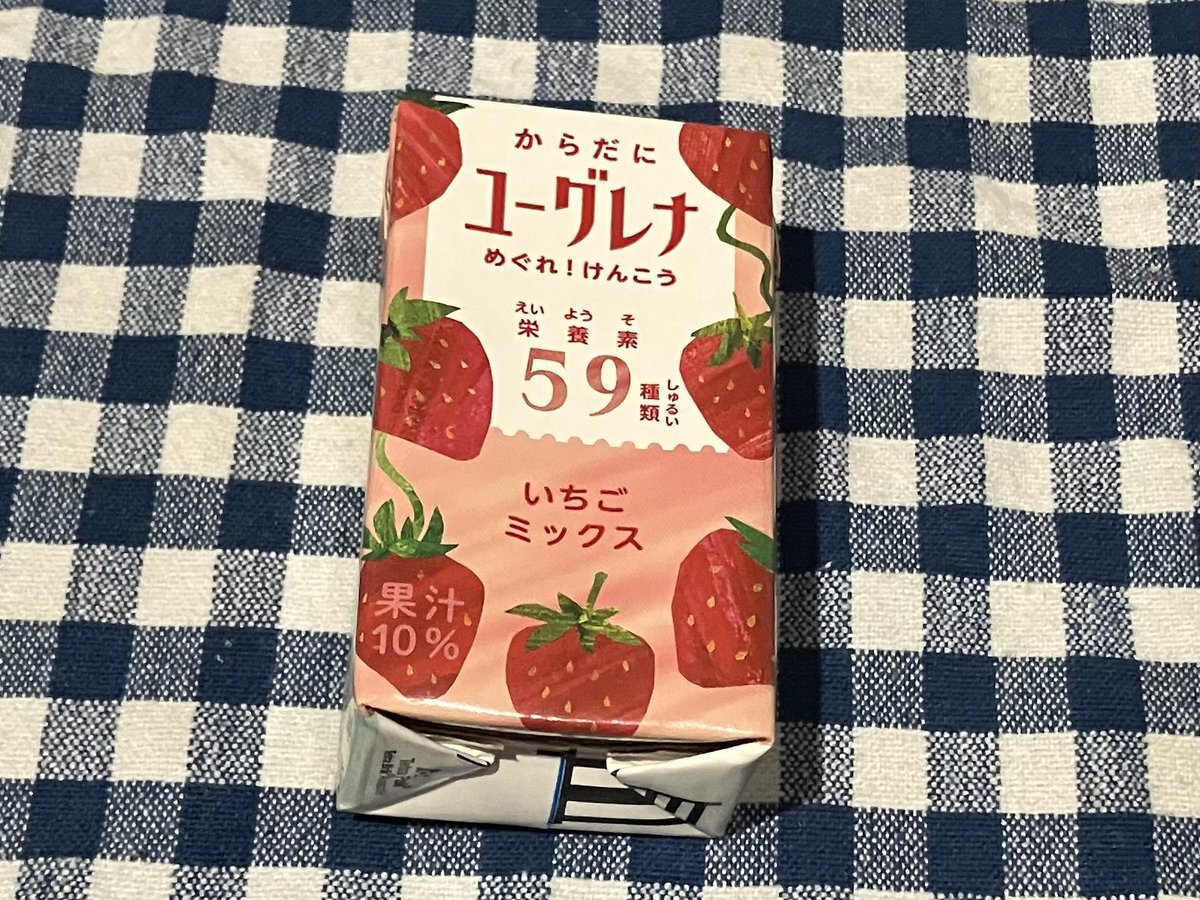 からだに
ユーグレナ
めぐれ！けんこう
えいようそ
栄養素
59種類
しゅるい
いちご
ミックス
果汁
10%